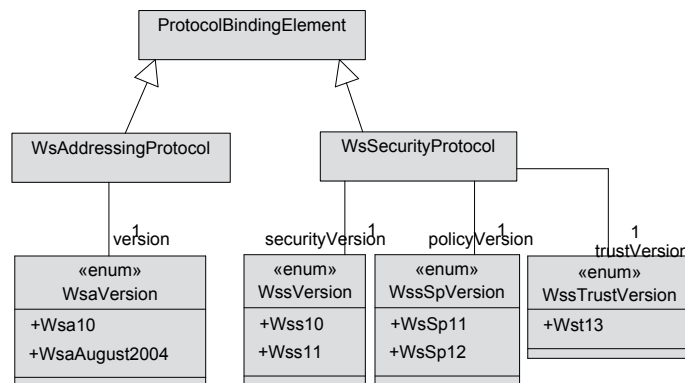 ProtocolBindingElement
WsAddressingProtocol
WsSecurityProtocol
1
version
1
securityVersion
1
policyVersion
1
trustVersion
«enum»
WsaVersion
+Wsa10
+WsaAugust2004
«enum»
WssVersion
+Wss10
+Wss11
«enum»
WssSpVersion
+WsSp11
+WsSp12
«enum»
WssTrustVersion
+Wst13